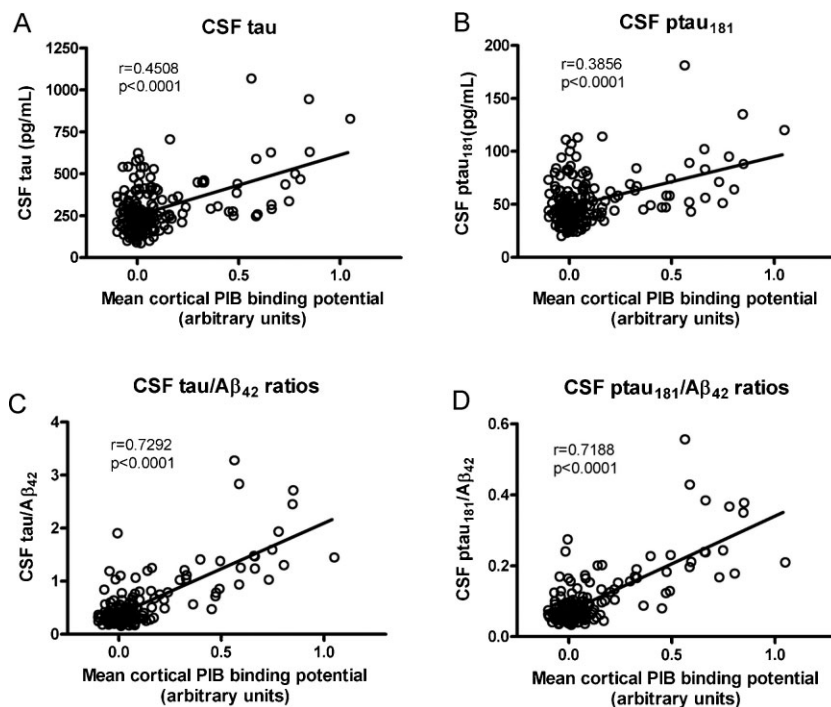 A
CSF tau
r=0.4508
p<0.0001
CSF tau (pg/mL)
1250
1000
750
500
250
0
0.0 0.5 1.0
Mean cortical PIB binding potential
(arbitrary units)
B
CSF ptau₁₈₁
r=0.3856
p<0.0001
CSF ptau₁₈₁(pg/mL)
200
150
100
50
0
0.0 0.5 1.0
Mean cortical PIB binding potential
(arbitrary units)
C
CSF tau/Aβ₄₂ ratios
r=0.7292
p<0.0001
CSF tau/Aβ₄₂
4
3
2
1
0
0.0 0.5 1.0
Mean cortical PIB binding potential
(arbitrary units)
D
CSF ptau₁₈₁/Aβ₄₂ ratios
r=0.7188
p<0.0001
CSF ptau₁₈₁/Aβ₄₂
0.6
0.4
0.2
0.0
0.0 0.5 1.0
Mean cortical PIB binding potential
(arbitrary units)